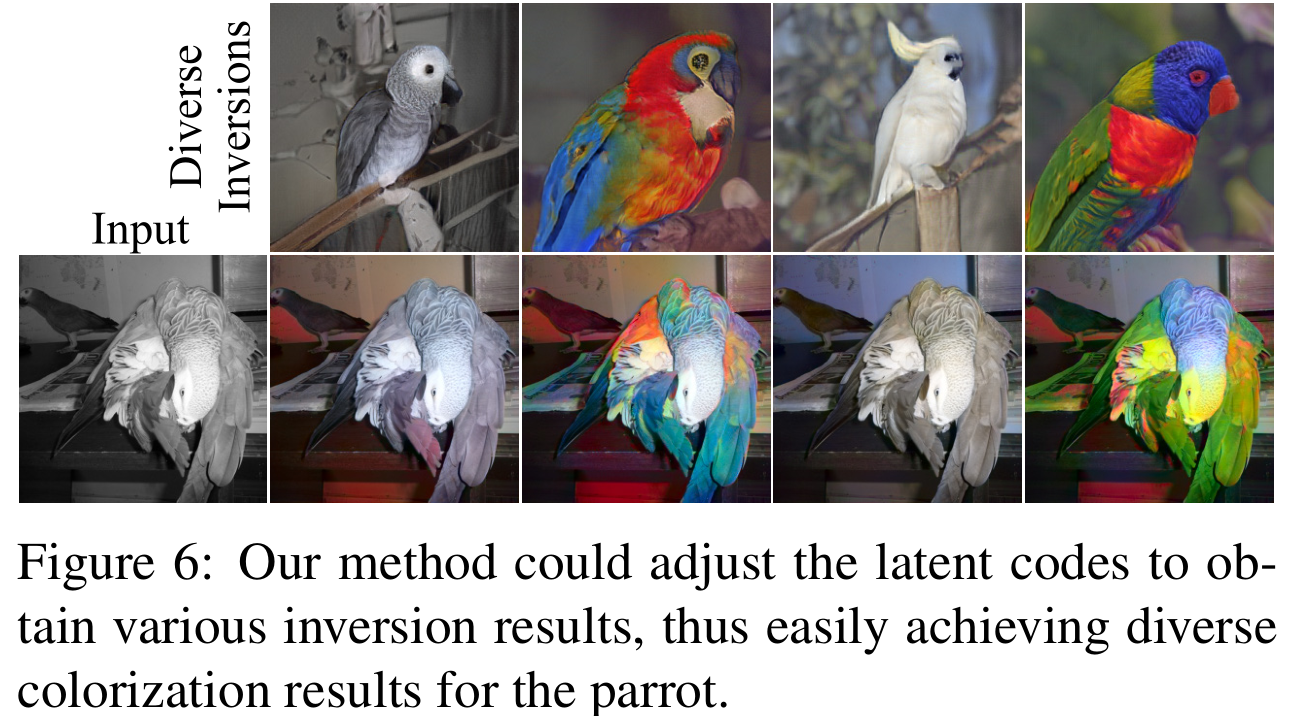 Diverse
Inversions
Input
Figure 6: Our method could adjust the latent codes to ob-
tain various inversion results, thus easily achieving diverse
colorization results for the parrot.